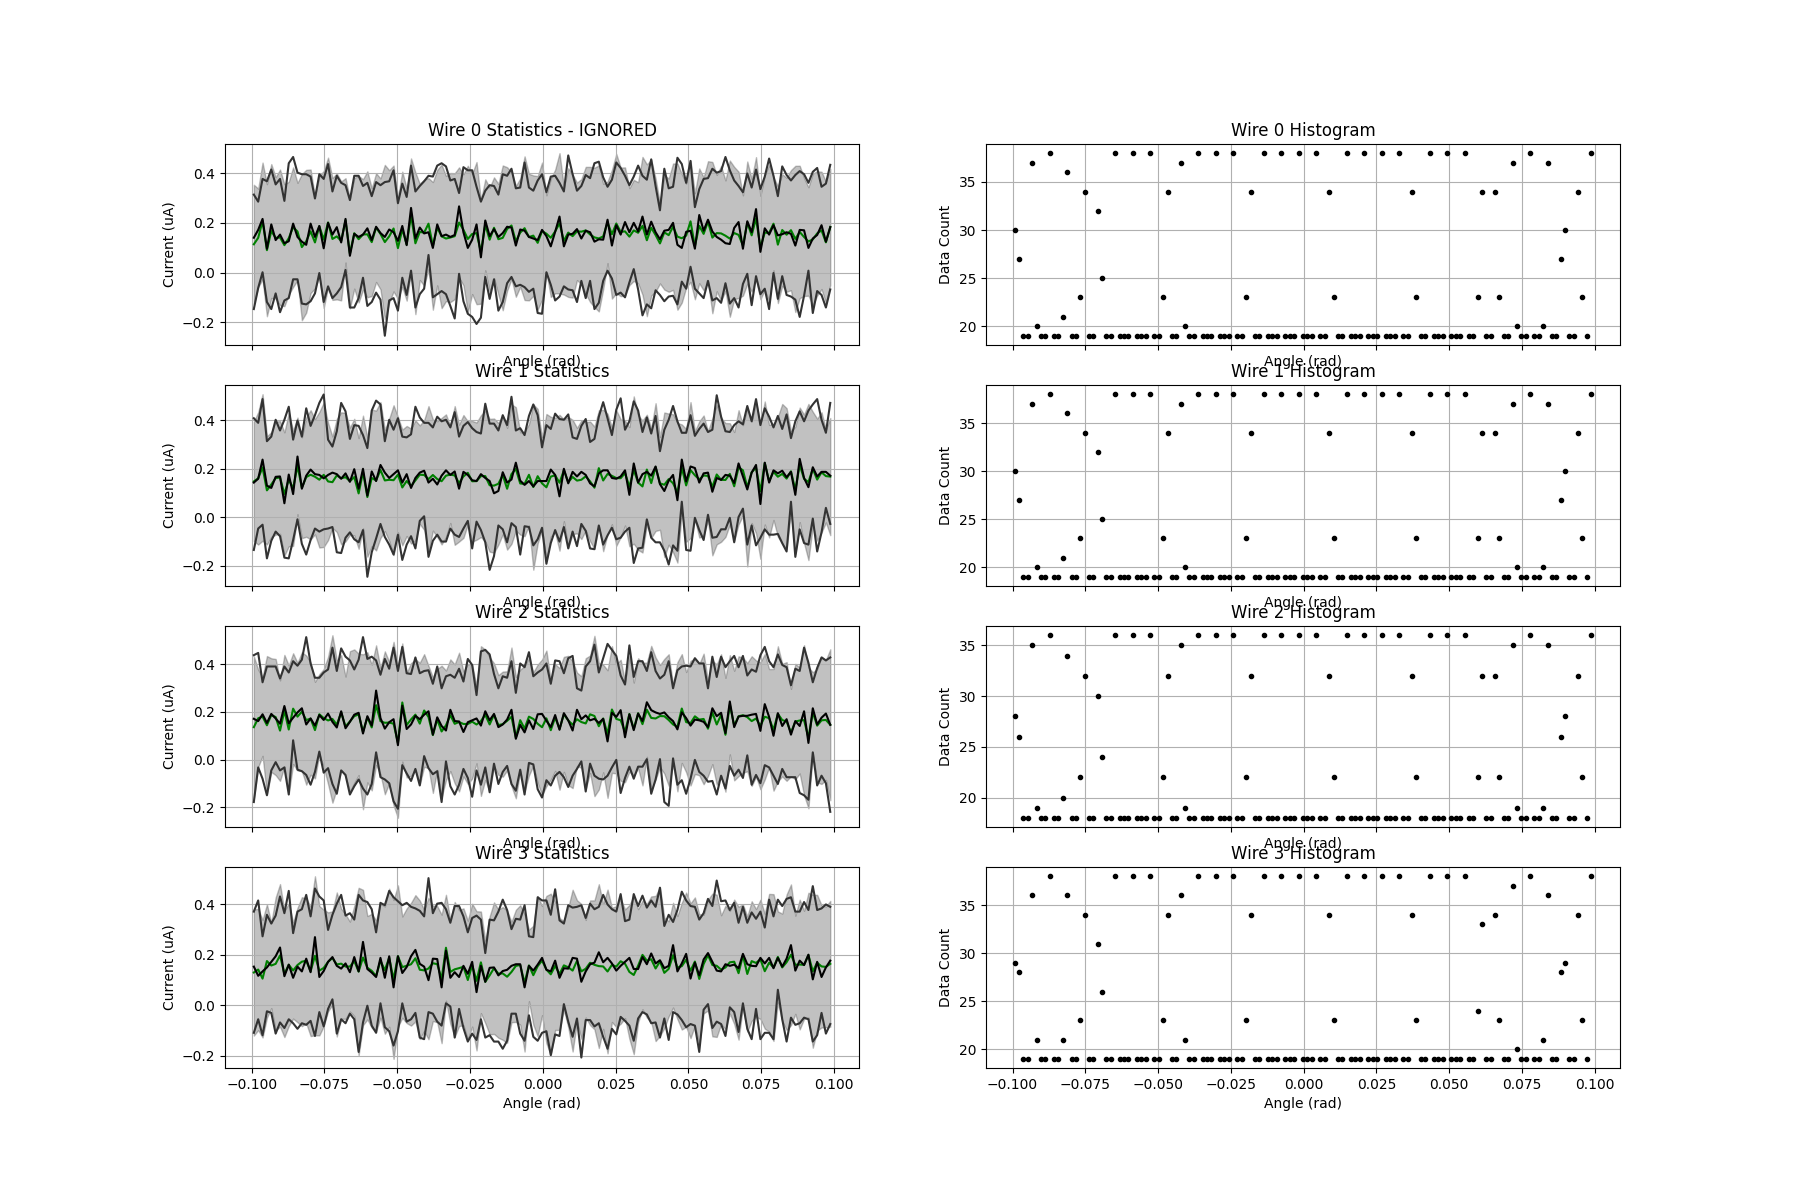 Wire 0 Statistics - IGNORED
Current (uA)
0.4
0.2
0.0
−0.2
Angle (rad)
Wire 0 Histogram
Data Count
35
30
25
20
Angle (rad)
Wire 1 Statistics
Current (uA)
0.4
0.2
0.0
−0.2
Angle (rad)
Wire 1 Histogram
Data Count
35
30
25
20
Angle (rad)
Wire 2 Statistics
Current (uA)
0.4
0.2
0.0
−0.2
Angle (rad)
Wire 2 Histogram
Data Count
35
30
25
20
Angle (rad)
Wire 3 Statistics
Current (uA)
0.4
0.2
0.0
−0.2
−0.100 −0.075 −0.050 −0.025 0.000 0.025 0.050 0.075 0.100
Angle (rad)
Wire 3 Histogram
Data Count
35
30
25
20
−0.100 −0.075 −0.050 −0.025 0.000 0.025 0.050 0.075 0.100
Angle (rad)